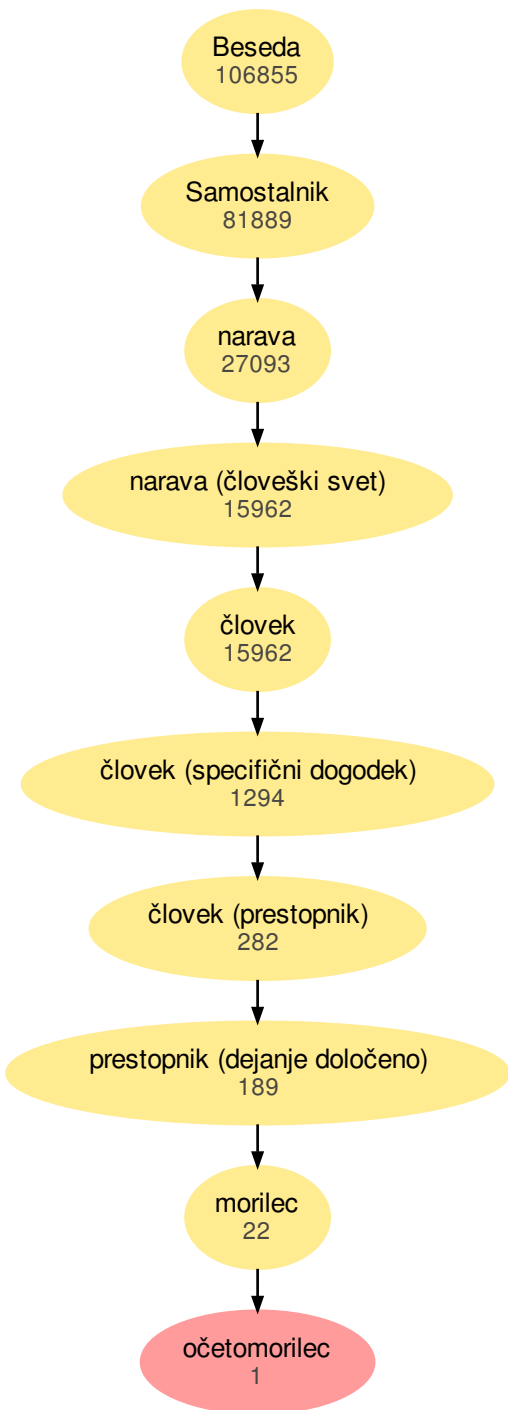 Beseda
106855
Samostalnik
81889
narava
27093
narava (človeški svet)
15962
človek
15962
človek (specifični dogodek)
1294
človek (prestopnik)
282
prestopnik (dejanje določeno)
189
morilec
22
očetomorilec
1